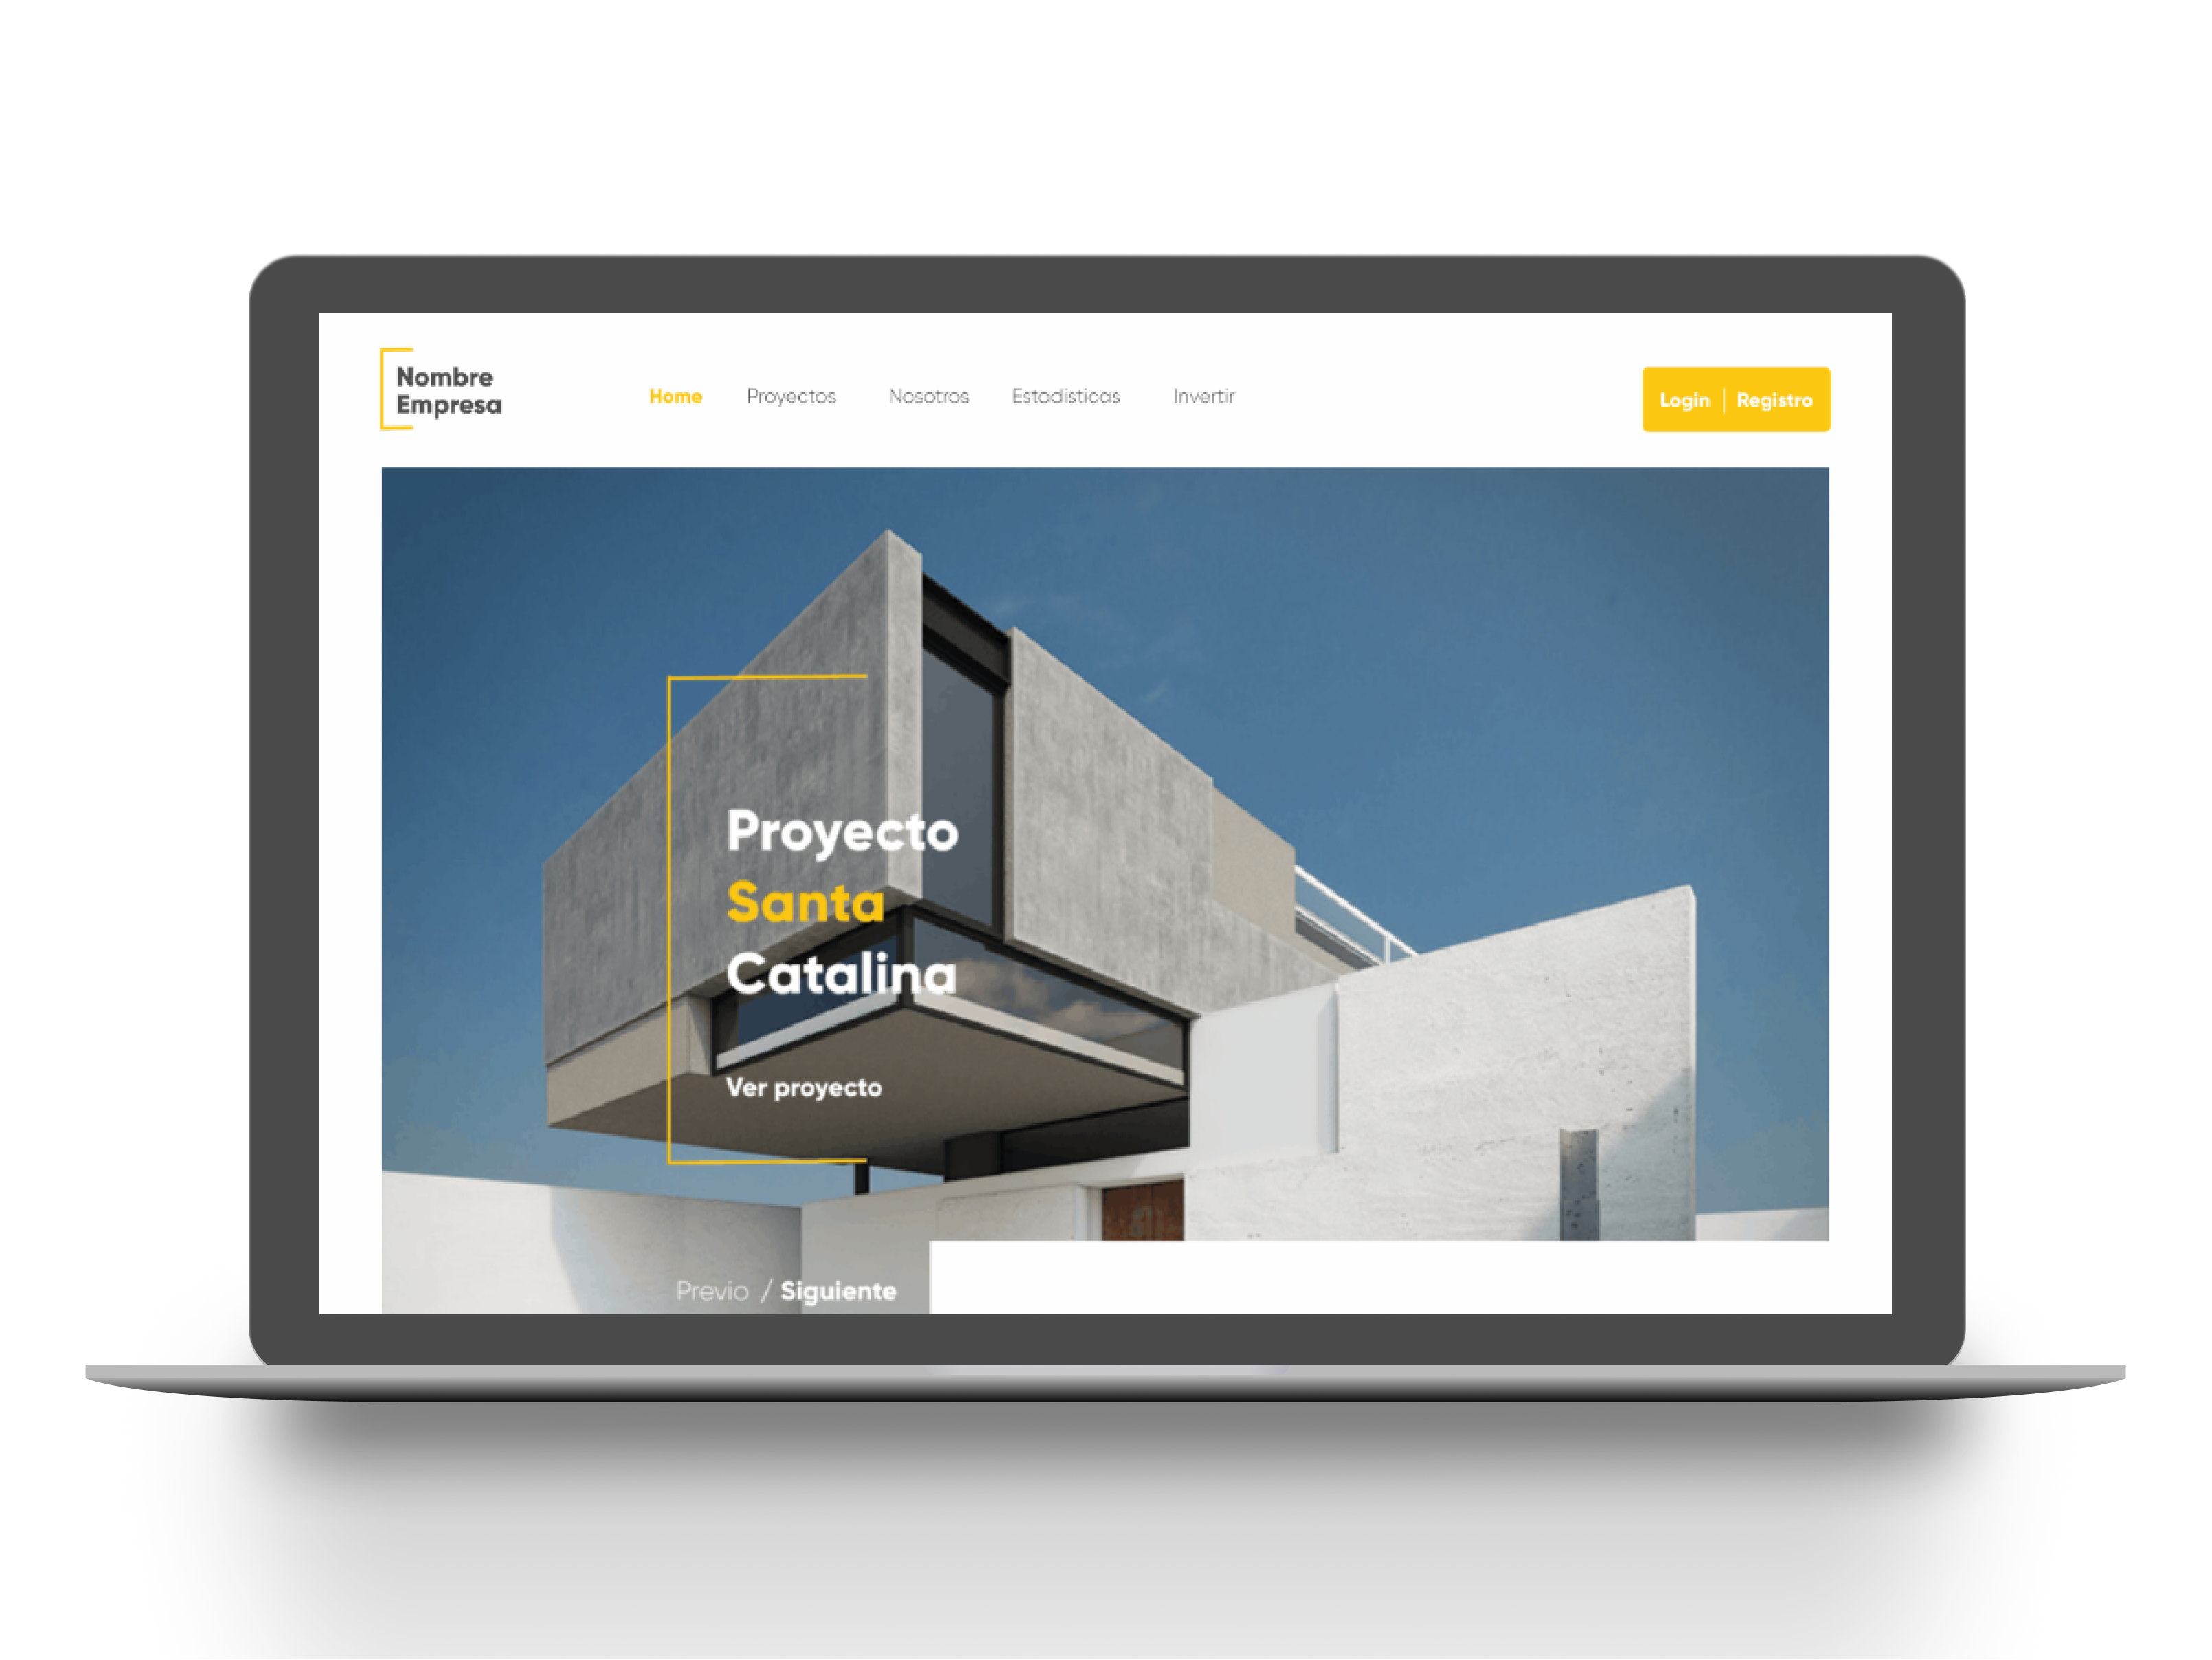 Nombre
Empresa
Home Proyectos Nosotros Estadisticas Invertir
Login | Registro
Proyecto
Santa
Catalina
Ver proyecto
Previo / Siguiente